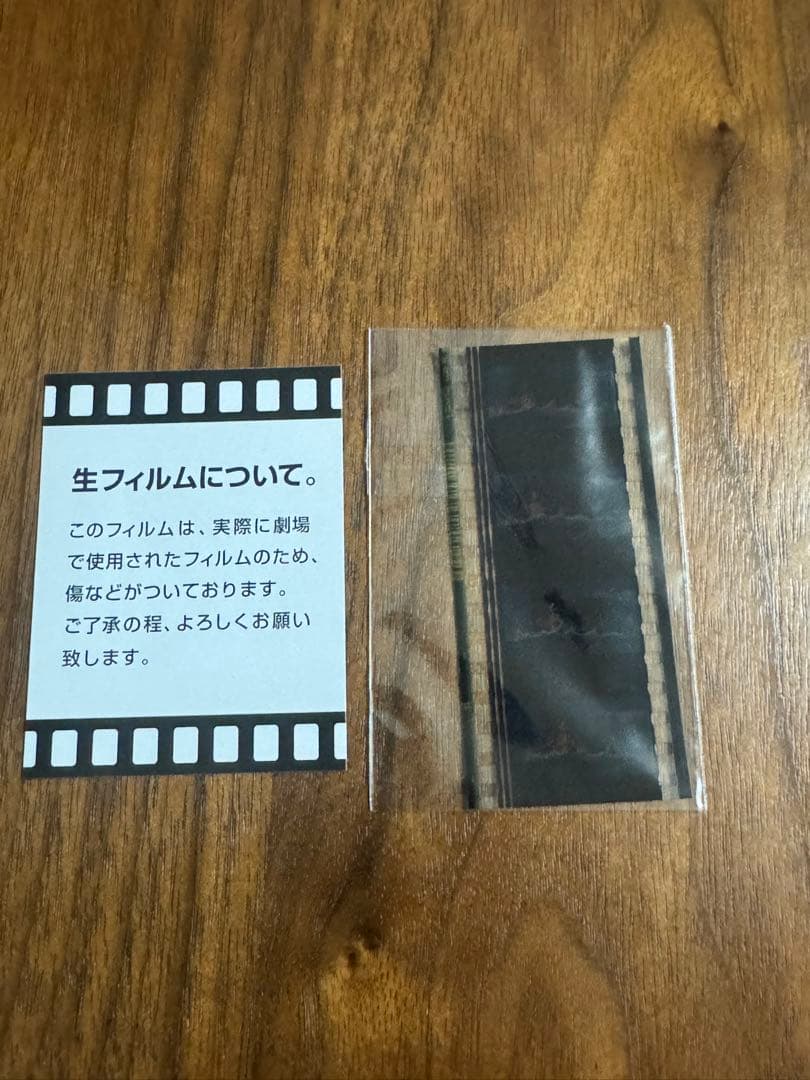 生フィルムについて。
このフィルムは、実際に劇場
で使用されたフィルムのため、
傷などがついております。
ご了承の程、よろしくお願い
致します。